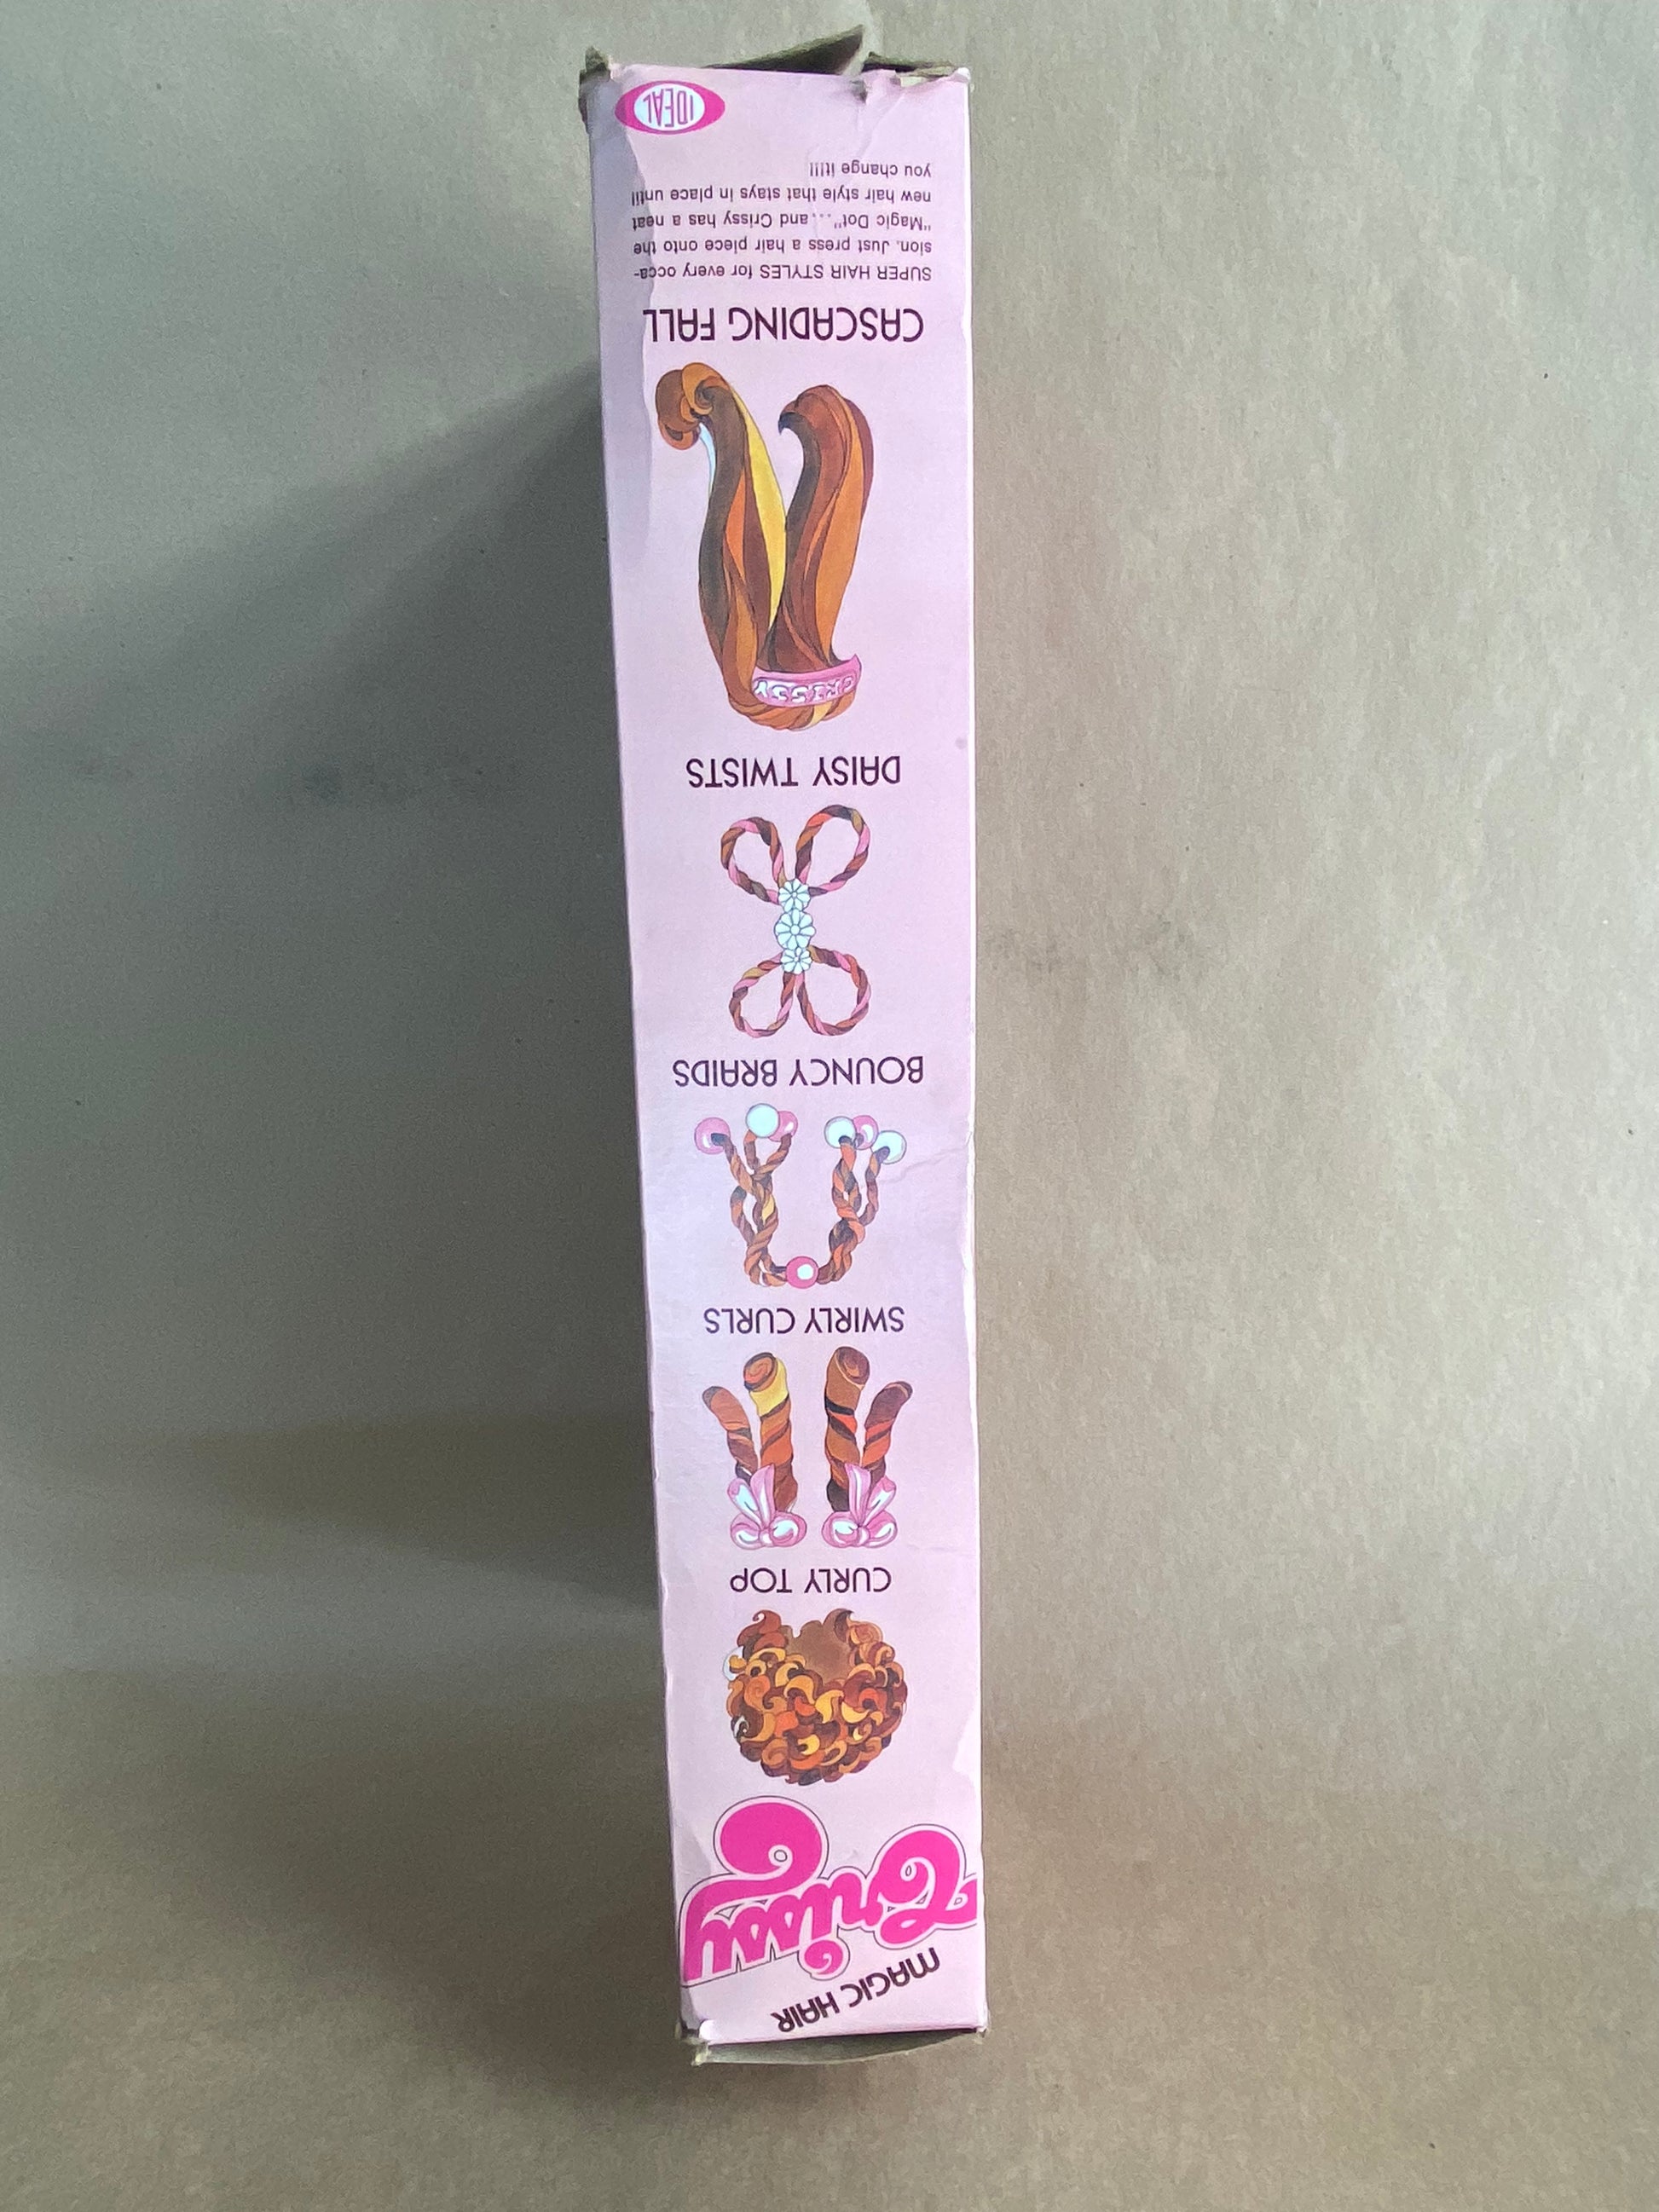 MAGIC HAIR
Crissy
CURLY TOP
SWIRLY CURLS
BOUNCY BRAIDS
DAISY TWISTS
CRISSY
CASCADING FALL
SUPER HAIR STYLES for every occa-
sion. Just press a hair piece onto the
"Magic Dot"...and Crissy has a neat
new hair style that stays in place until
you change it!!!!
IDEAL